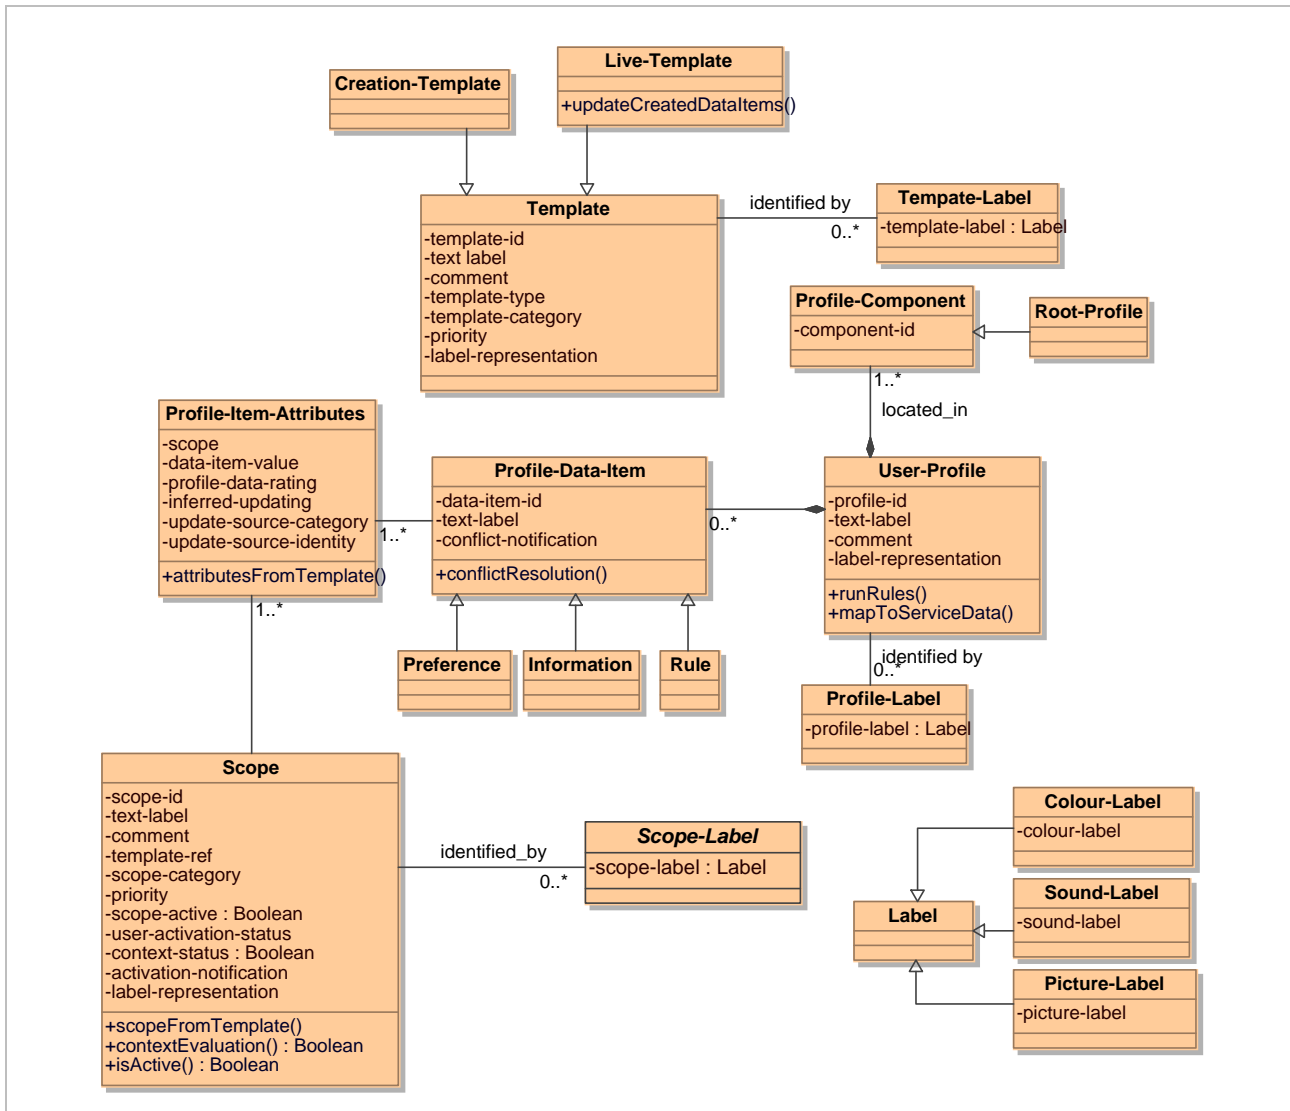 Creation-Template
Live-Template
+updateCreatedDataItems()
Template
-template-id
-text label
-comment
-template-type
-template-category
-priority
-label-representation
identified by
0..*
Tempate-Label
-template-label : Label
Profile-Component
-component-id
Root-Profile
1..*
located_in
Profile-Item-Attributes
-scope
-data-item-value
-profile-data-rating
-inferred-updating
-update-source-category
-update-source-identity
+attributesFromTemplate()
1..*
Profile-Data-Item
-data-item-id
-text-label
-conflict-notification
+conflictResolution()
0..*
User-Profile
-profile-id
-text-label
-comment
-label-representation
+runRules()
+mapToServiceData()
1..*
Preference
Information
Rule
identified by
0..*
Profile-Label
-profile-label : Label
Scope
-scope-id
-text-label
-comment
-template-ref
-scope-category
-priority
-scope-active : Boolean
-user-activation-status
-context-status : Boolean
-activation-notification
-label-representation
+scopeFromTemplate()
+contextEvaluation() : Boolean
+isActive() : Boolean
identified_by
0..*
Scope-Label
-scope-label : Label
Colour-Label
-colour-label
Label
Sound-Label
-sound-label
Picture-Label
-picture-label